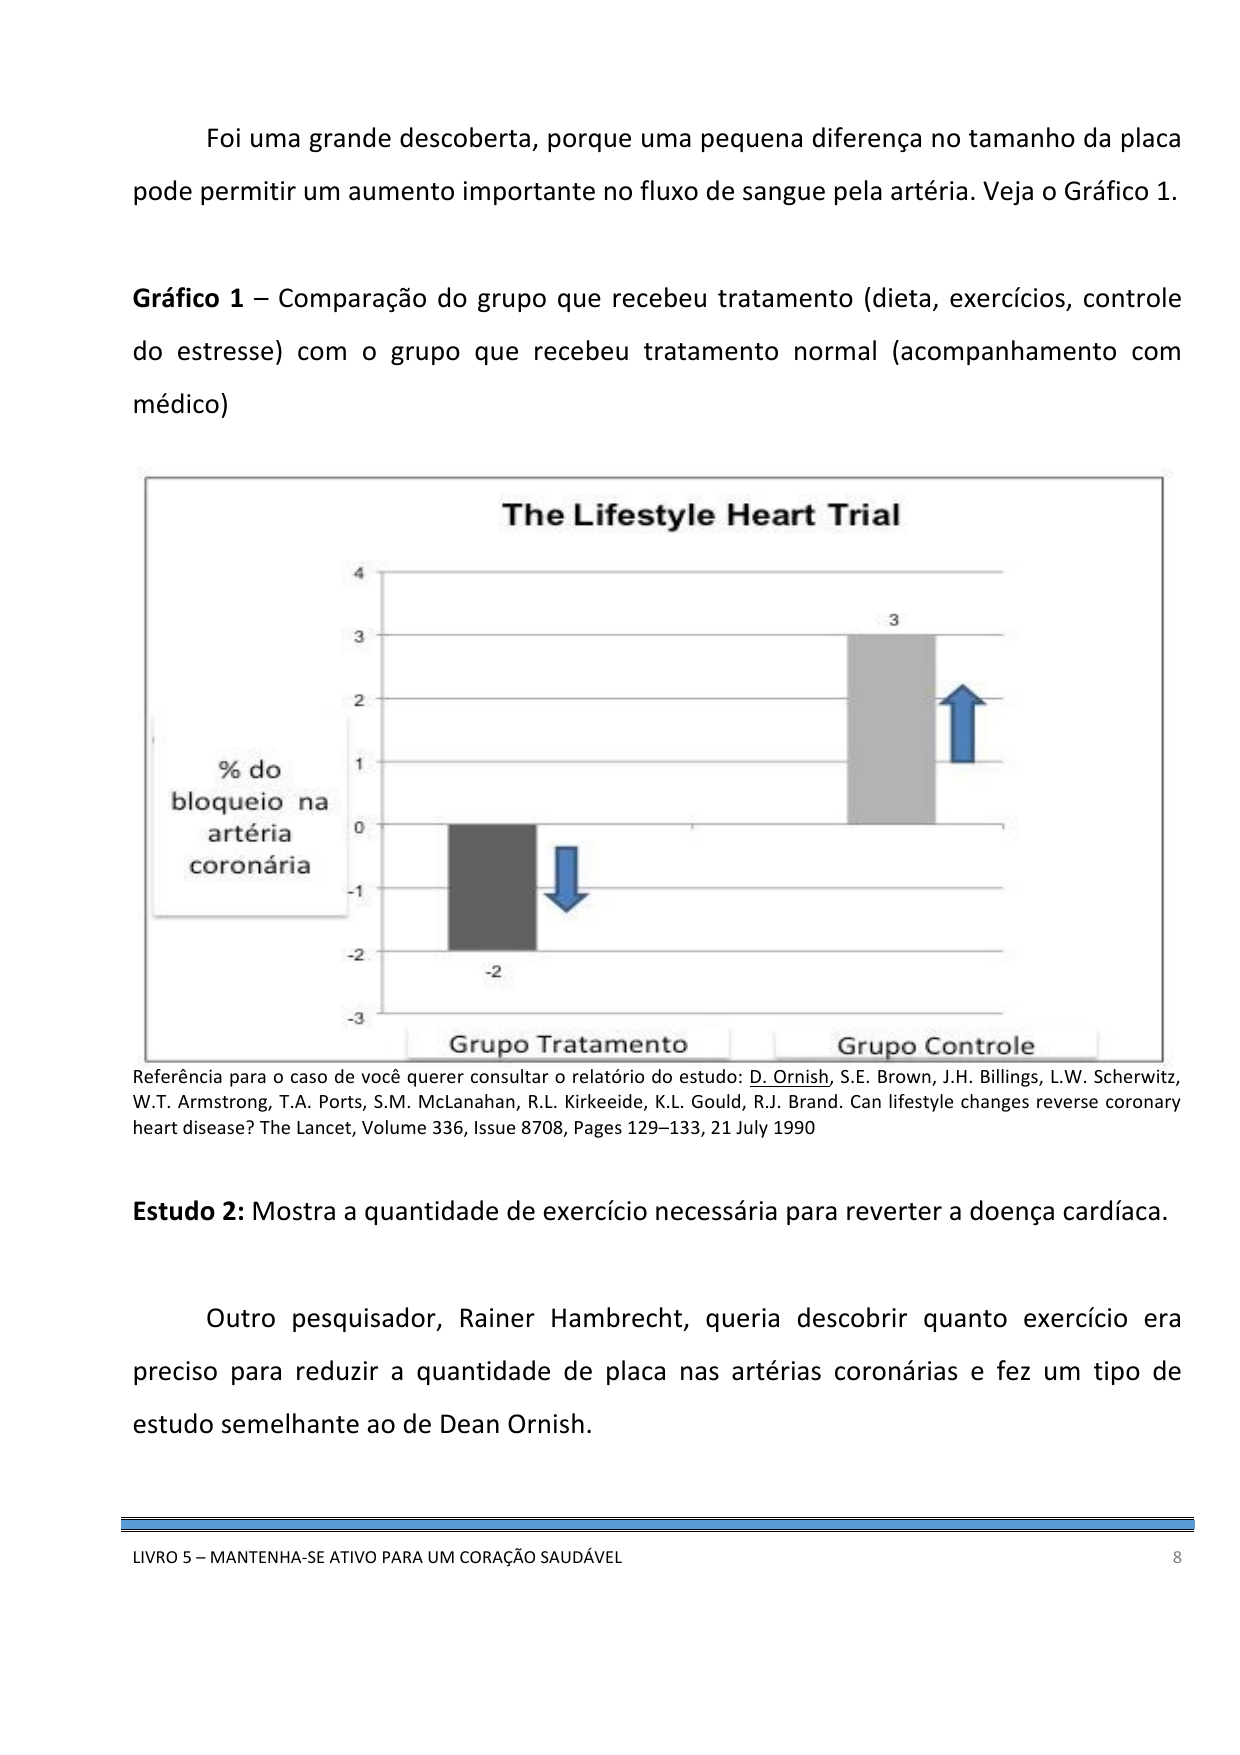 Foi uma grande descoberta, porque uma pequena diferença no tamanho da placa
pode permitir um aumento importante no fluxo de sangue pela artéria. Veja o Gráfico 1.
Gráfico 1 – Comparação do grupo que recebeu tratamento (dieta, exercícios, controle
do estresse) com o grupo que recebeu tratamento normal (acompanhamento com
médico)
The Lifestyle Heart Trial
4
3
3
2
% do
bloqueio na
artéria
coronária
1
0
-1
-2
-2
-3
Grupo Tratamento
Grupo Controle
Referência para o caso de você querer consultar o relatório do estudo: D. Ornish, S.E. Brown, J.H. Billings, L.W. Scherwitz,
W.T. Armstrong, T.A. Ports, S.M. McLanahan, R.L. Kirkeeide, K.L. Gould, R.J. Brand. Can lifestyle changes reverse coronary
heart disease? The Lancet, Volume 336, Issue 8708, Pages 129–133, 21 July 1990
Estudo 2: Mostra a quantidade de exercício necessária para reverter a doença cardíaca.
Outro pesquisador, Rainer Hambrecht, queria descobrir quanto exercício era
preciso para reduzir a quantidade de placa nas artérias coronárias e fez um tipo de
estudo semelhante ao de Dean Ornish.
LIVRO 5 – MANTENHA-SE ATIVO PARA UM CORAÇÃO SAUDÁVEL
8